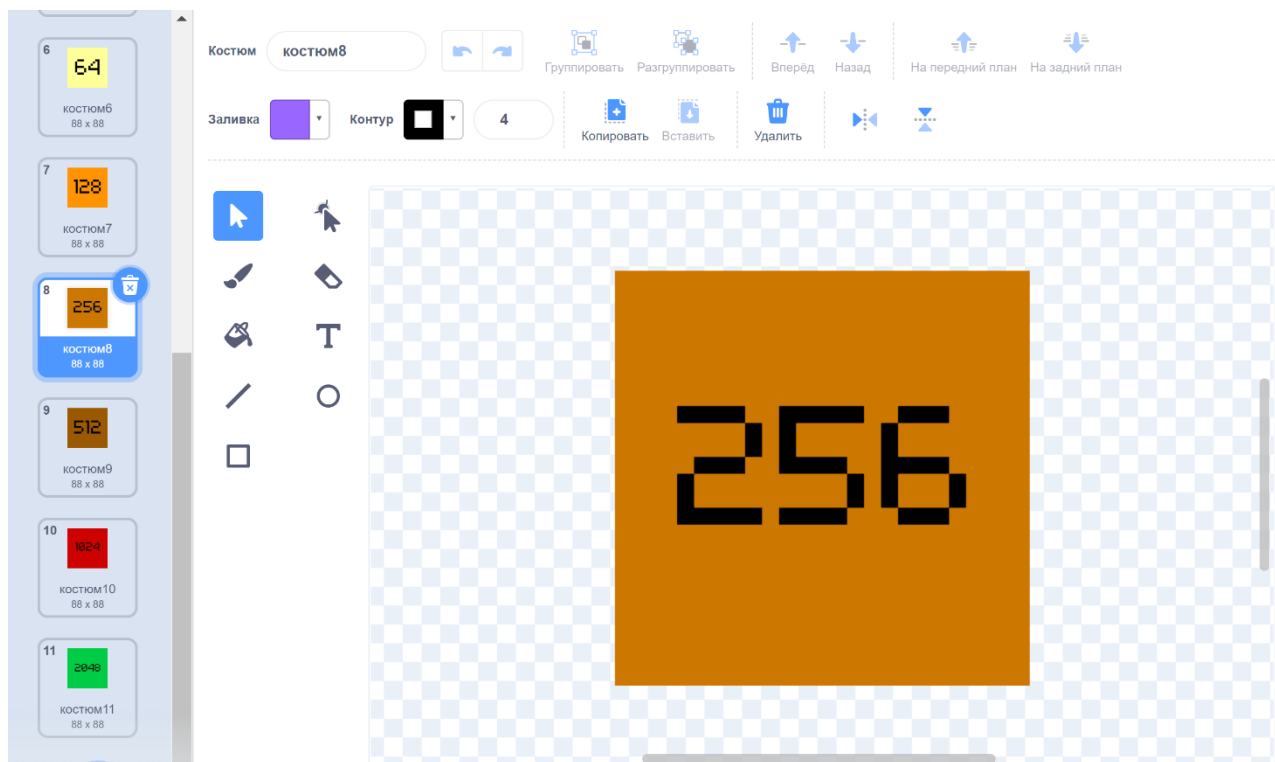 6
64
костюм6
88 x 88
7
128
костюм7
88 x 88
8
256
костюм8
88 x 88
9
512
костюм9
88 x 88
10
1024
костюм10
88 x 88
11
2048
костюм11
88 x 88
Костюм костюм8
Группировать Разгруппировать Вперёд Назад На передний план На задний план
Заливка Контур 4
Копировать Вставить Удалить
256